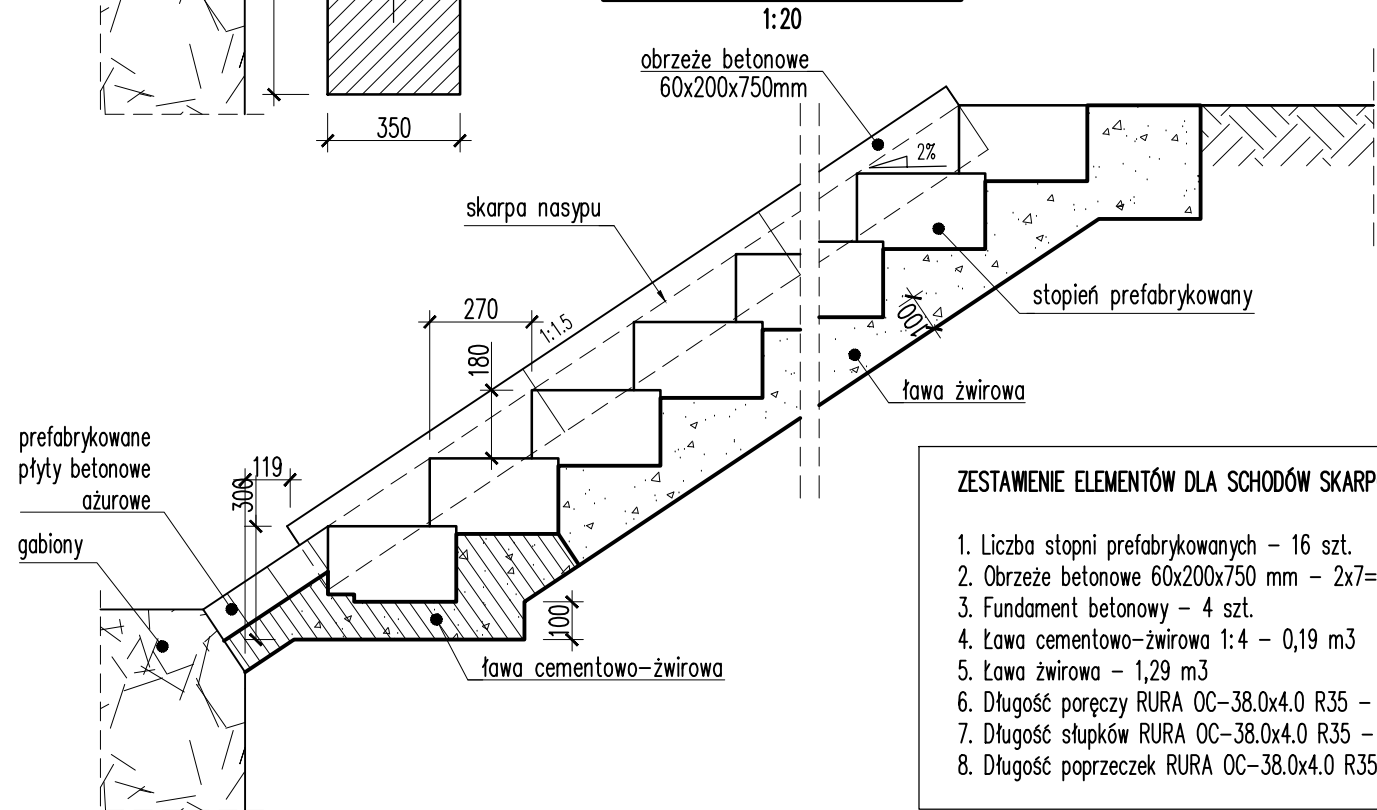 1:20
obrzeże betonowe
60x200x750mm
350
2%
skarpa nasypu
270
1:1.5
180
stopień prefabrykowany
100
ława żwirowa
prefabrykowane
płyty betonowe
ażurowe
119
300
gabiony
100
ława cementowo-żwirowa
ZESTAWIENIE ELEMENTÓW DLA SCHODÓW SKARP
1. Liczba stopni prefabrykowanych - 16 szt.
2. Obrzeże betonowe 60x200x750 mm - 2x7=
3. Fundament betonowy - 4 szt.
4. Ława cementowo-żwirowa 1:4 - 0,19 m3
5. Ława żwirowa - 1,29 m3
6. Długość poręczy RURA OC-38.0x4.0 R35 -
7. Długość słupków RURA OC-38.0x4.0 R35 -
8. Długość poprzeczek RURA OC-38.0x4.0 R35